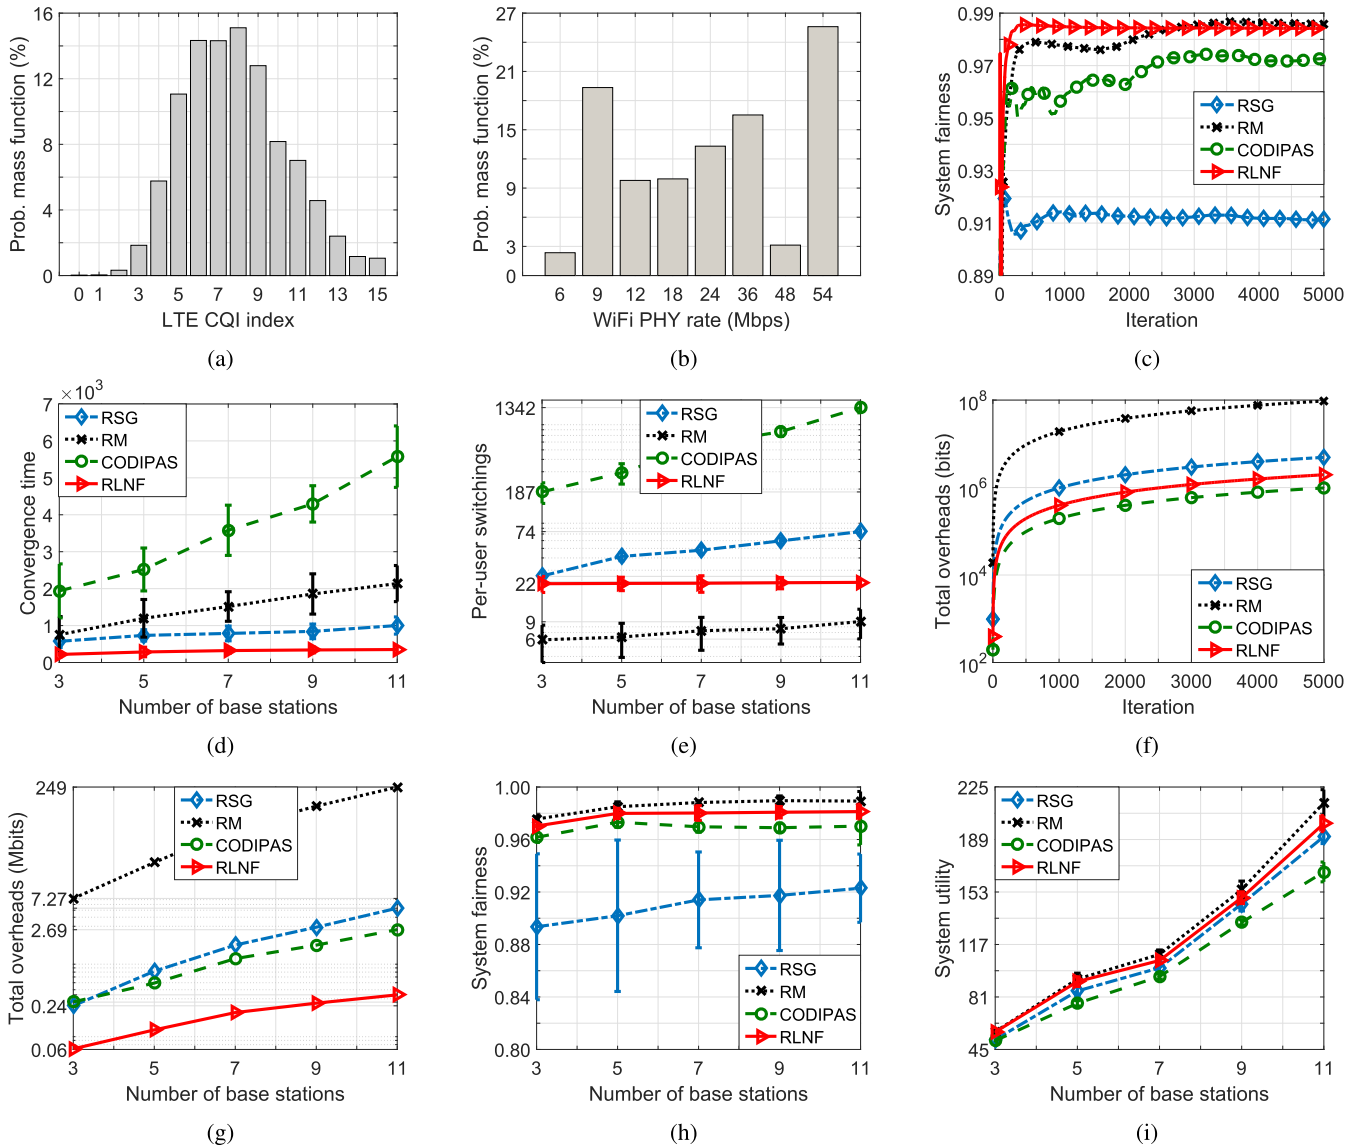 Prob. mass function (%)
16
12
8
4
0
0 1 3 5 7 9 11 13 15
LTE CQI index
(a)
Prob. mass function (%)
27
21
15
9
3
0
6 9 12 18 24 36 48 54
WiFi PHY rate (Mbps)
(b)
System fairness
0.99
0.97
0.95
0.93
0.91
0.89
RSG
RM
CODIPAS
RLNF
0 1000 2000 3000 4000 5000
Iteration
(c)
Convergence time
×10³
7
6
5
4
3
2
1
0
RSG
RM
CODIPAS
RLNF
3 5 7 9 11
Number of base stations
(d)
Per-user switchings
1342
187
74
22
9
6
RSG
RM
CODIPAS
RLNF
3 5 7 9 11
Number of base stations
(e)
Total overheads (bits)
10⁸
10⁶
10⁴
10²
RSG
RM
CODIPAS
RLNF
0 1000 2000 3000 4000 5000
Iteration
(f)
Total overheads (Mbits)
249
7.27
2.69
0.24
0.06
RSG
RM
CODIPAS
RLNF
3 5 7 9 11
Number of base stations
(g)
System fairness
1.00
0.96
0.92
0.88
0.84
0.80
RSG
RM
CODIPAS
RLNF
3 5 7 9 11
Number of base stations
(h)
System utility
225
189
153
117
81
45
RSG
RM
CODIPAS
RLNF
3 5 7 9 11
Number of base stations
(i)